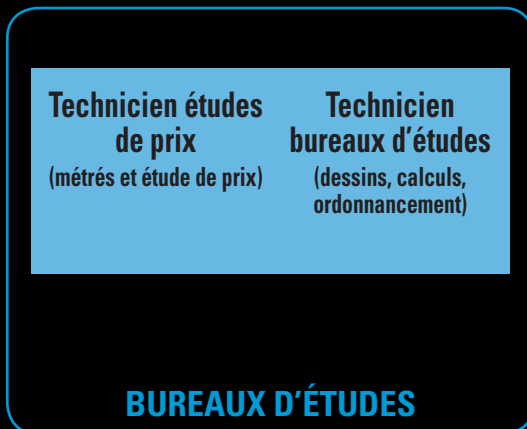 Technicien études
de prix
(métrés et étude de prix)
Technicien
bureaux d'études
(dessins, calculs,
ordonnancement)
BUREAUX D'ÉTUDES